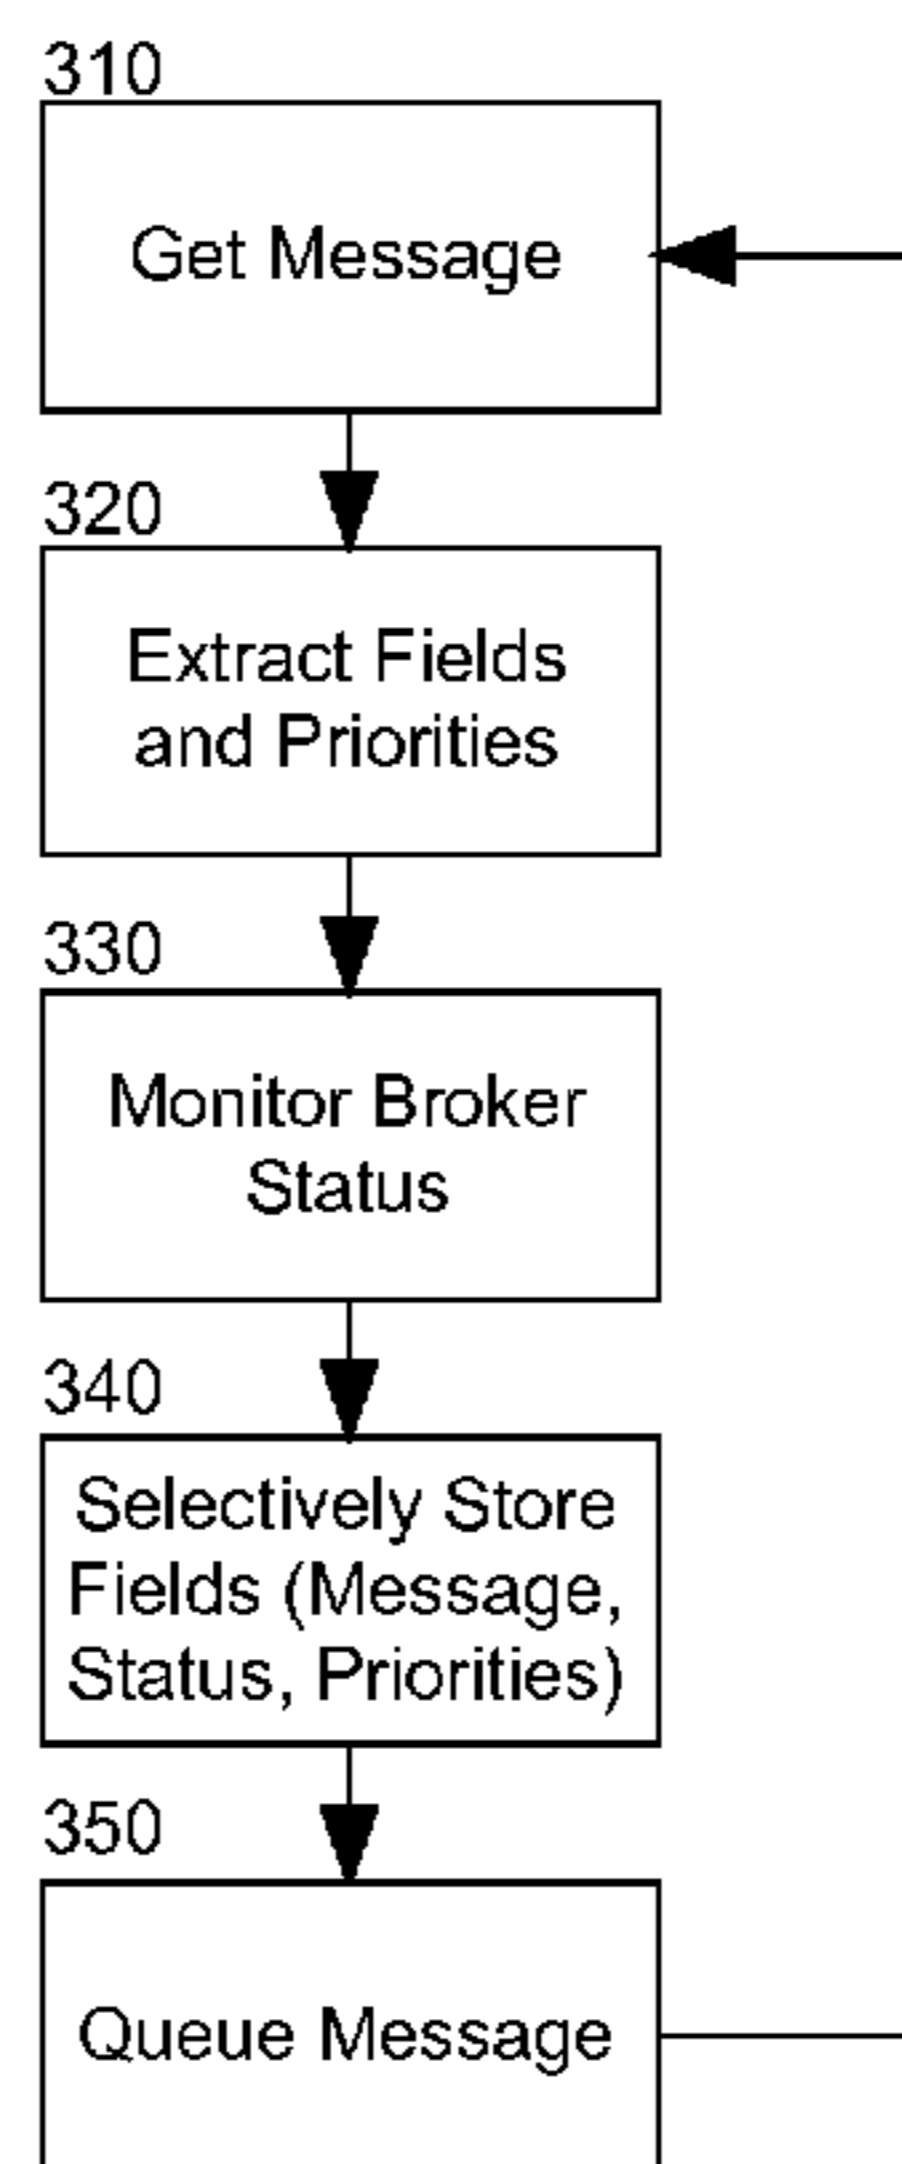 310
Get Message
320
Extract Fields
and Priorities
330
Monitor Broker
Status
340
Selectively Store
Fields (Message,
Status, Priorities)
350
Queue Message